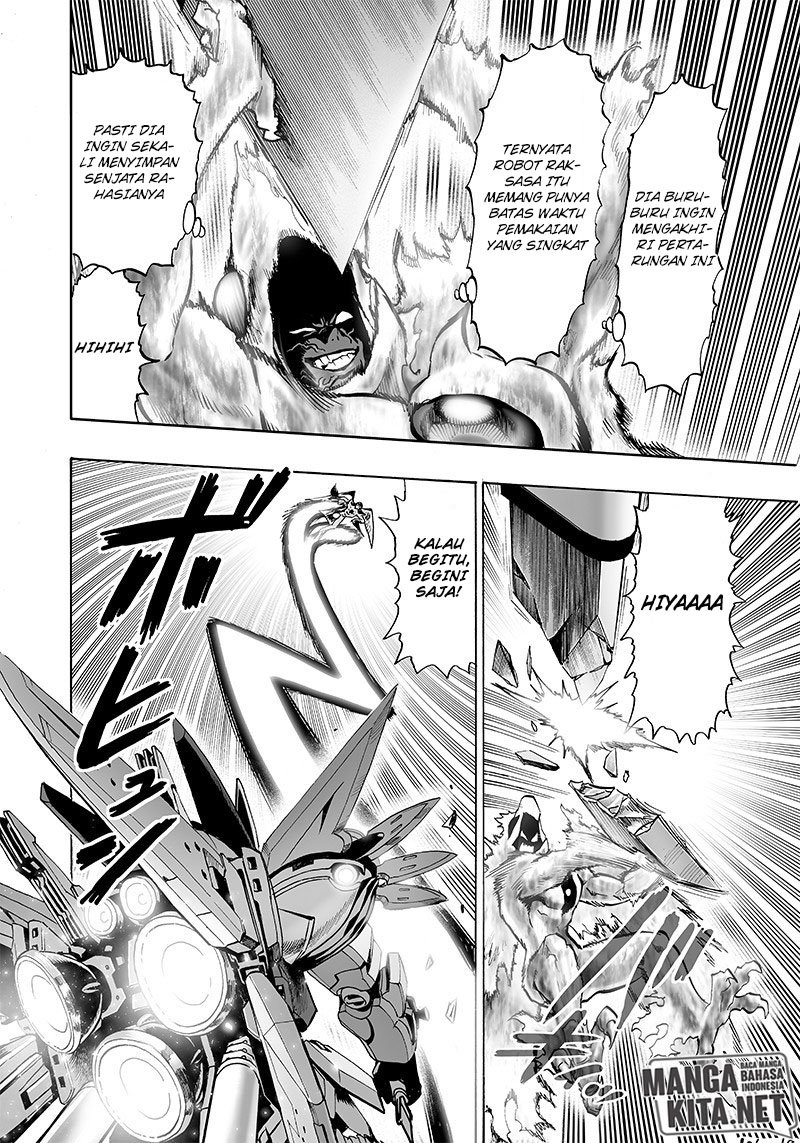 DIA BURU-
BURU INGIN
MENGAKHI-
RI PERTA-
RUNGAN INI
TERNYATA
ROBOT RAK-
SASA ITU
MEMANG PUNYA
BATAS WAKTU
PEMAKAIAN
YANG SINGKAT
PASTI DIA
INGIN SEKA-
LI MENYIMPAN
SENJATA RA-
HASIANYA
HIHIHI
HIYAAAA
KALAU
BEGITU,
BEGINI
SAJA!
ボヒュン
MANGA
KITA.NET
BACA MANGA
BAHASA
INDONESIA